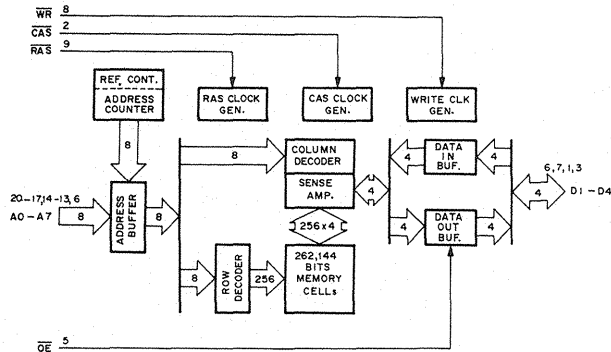 WR 8
CAS 2
RAS 9
REF. CONT.
ADDRESS
COUNTER
RAS CLOCK
GEN.
CAS CLOCK
GEN.
WRITE CLK
GEN.
8
8
COLUMN
DECODER
SENSE
AMP.
4
4
DATA
IN
BUF.
4
6,7,1,3
4
D1-D4
20-17,14-13,6
A0-A7
8
ADDRESS
BUFFER
8
256x4
4
DATA
OUT
BUF.
4
8
ROW
DECODER
256
262,144
BITS
MEMORY
CELLs
OE 5